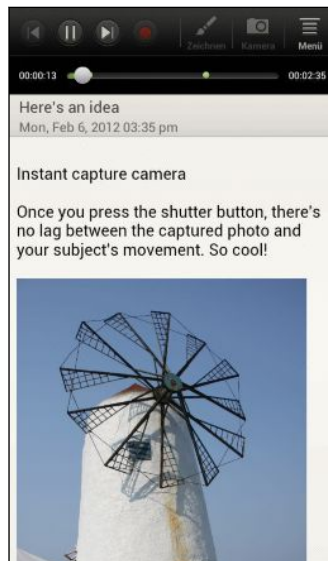 Zeichnen Kamera Menü
00:00:13 00:02:35
Here's an idea
Mon, Feb 6, 2012 03:35 pm
Instant capture camera
Once you press the shutter button, there's
no lag between the captured photo and
your subject's movement. So cool!